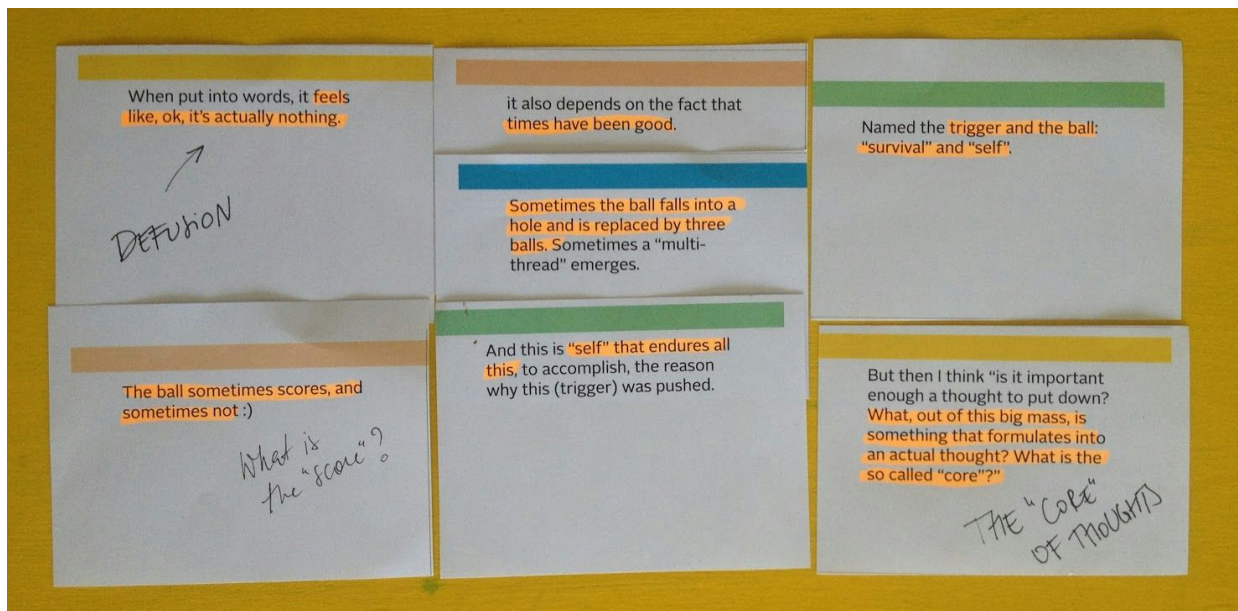 When put into words, it feels
like, ok, it's actually nothing.
DEFUSION
it also depends on the fact that
times have been good.
Sometimes the ball falls into a
hole and is replaced by three
balls. Sometimes a “multi-
thread” emerges.
Named the trigger and the ball:
“survival” and “self”.
The ball sometimes scores, and
sometimes not :)
What is
the "score"?
And this is “self” that endures all
this, to accomplish, the reason
why this (trigger) was pushed.
But then I think “is it important
enough a thought to put down?
What, out of this big mass, is
something that formulates into
an actual thought? What is the
so called “core”?”
THE "CORE"
OF THOUGHTS